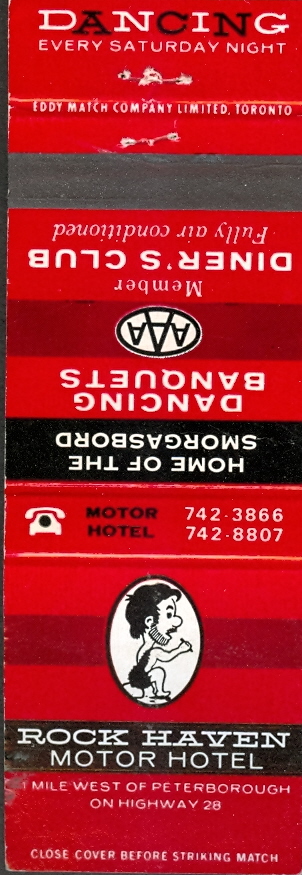 DANCING
EVERY SATURDAY NIGHT
EDDY MATCH COMPANY LIMITED, TORONTO
HOME OF THE
SMORGASBORD
DANCING
BANQUETS
AAA
Member
DINER'S CLUB
Fully air conditioned
MOTOR 742-3866
HOTEL 742-8807
ROCK HAVEN
MOTOR HOTEL
1 MILE WEST OF PETERBOROUGH
ON HIGHWAY 28
CLOSE COVER BEFORE STRIKING MATCH